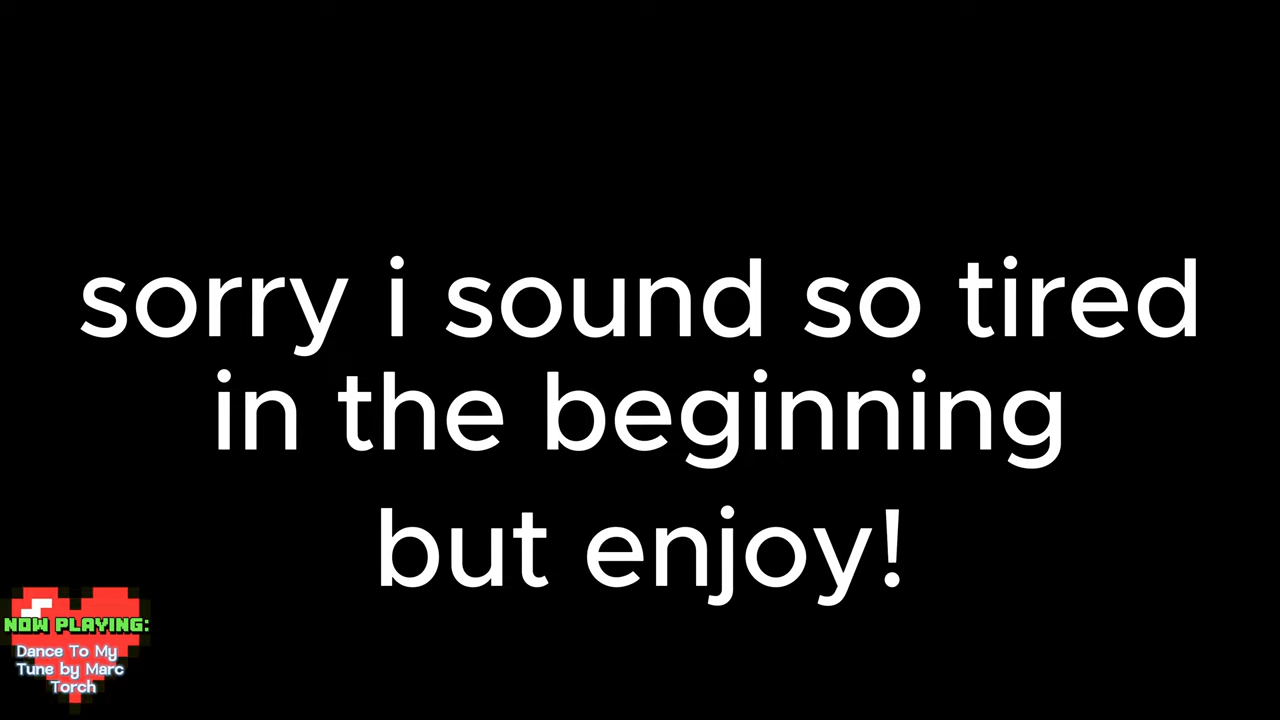 sorry i sound so tired
in the beginning
but enjoy!
NOW PLAYING:
Dance To My
Tune by Marc
Torch